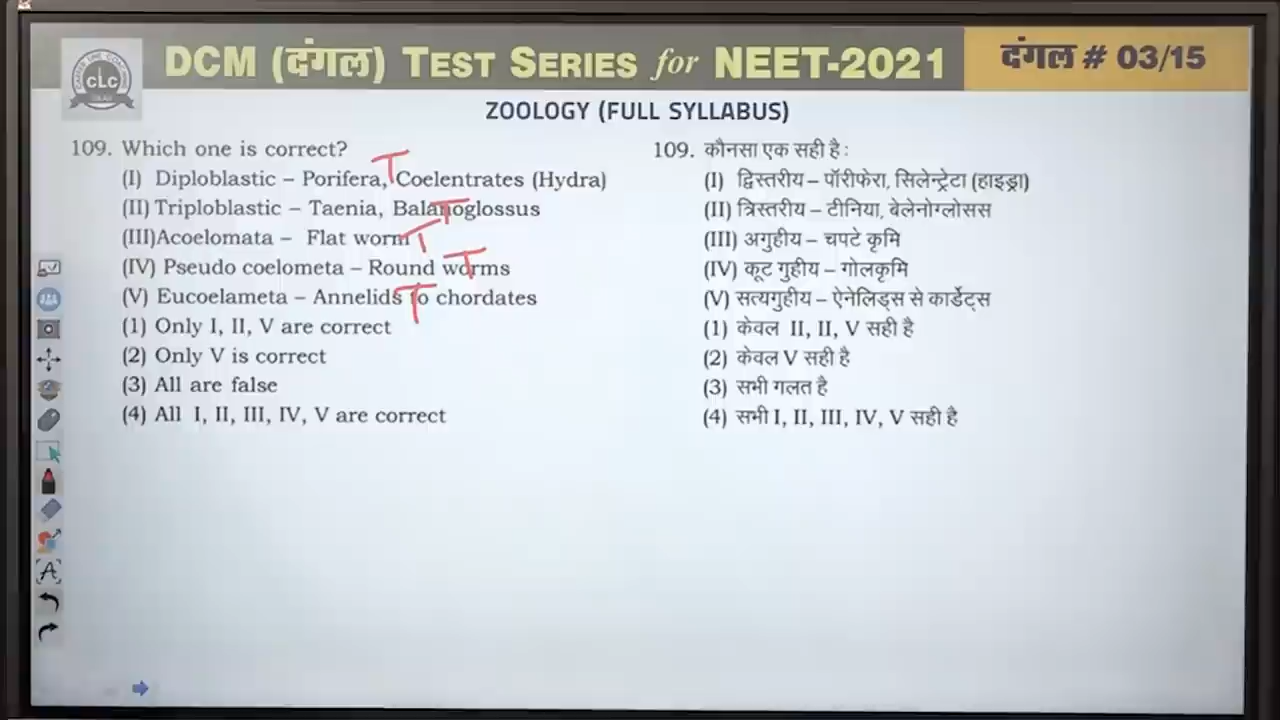 DCM (दंगल) TEST SERIES for NEET-2021
दंगल # 03/15
CLC
ZOOLOGY (FULL SYLLABUS)
109. Which one is correct?
(I) Diploblastic – Porifera, Coelentrates (Hydra)
(II) Triploblastic – Taenia, Balanoglossus
(III)Acoelomata – Flat worm
(IV) Pseudo coelometa – Round worms
(V) Eucoelameta – Annelids to chordates
(1) Only I, II, V are correct
(2) Only V is correct
(3) All are false
(4) All I, II, III, IV, V are correct
T
T
T
T
T
109. कौनसा एक सही है :
(I) द्विस्तरीय – पॉरीफेरा, सिलेन्ट्रेटा (हाइड्रा)
(II) त्रिस्तरीय – टीनिया, बेलेनोग्लोसस
(III) अगुहीय – चपटे कृमि
(IV) कूट गुहीय – गोलकृमि
(V) सत्यगुहीय – ऐनेलिड्स से कार्डेट्स
(1) केवल II, II, V सही है
(2) केवल V सही है
(3) सभी गलत है
(4) सभी I, II, III, IV, V सही है